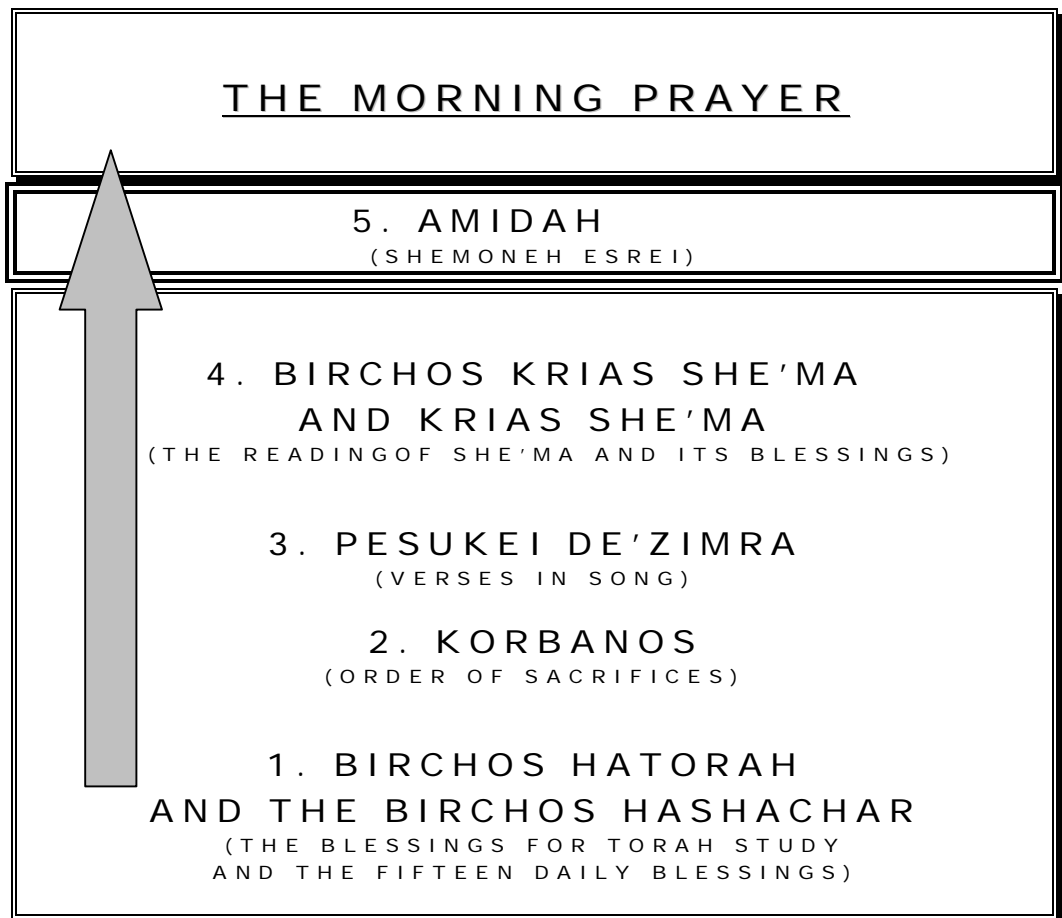 THE MORNING PRAYER
5. AMIDAH
(SHEMONEH ESREI)
4. BIRCHOS KRIAS SHE'MA
AND KRIAS SHE'MA
(THE READINGOF SHE'MA AND ITS BLESSINGS)
3. PESUKEI DE'ZIMRA
(VERSES IN SONG)
2. KORBANOS
(ORDER OF SACRIFICES)
1. BIRCHOS HATORAH
AND THE BIRCHOS HASHACHAR
(THE BLESSINGS FOR TORAH STUDY
AND THE FIFTEEN DAILY BLESSINGS)